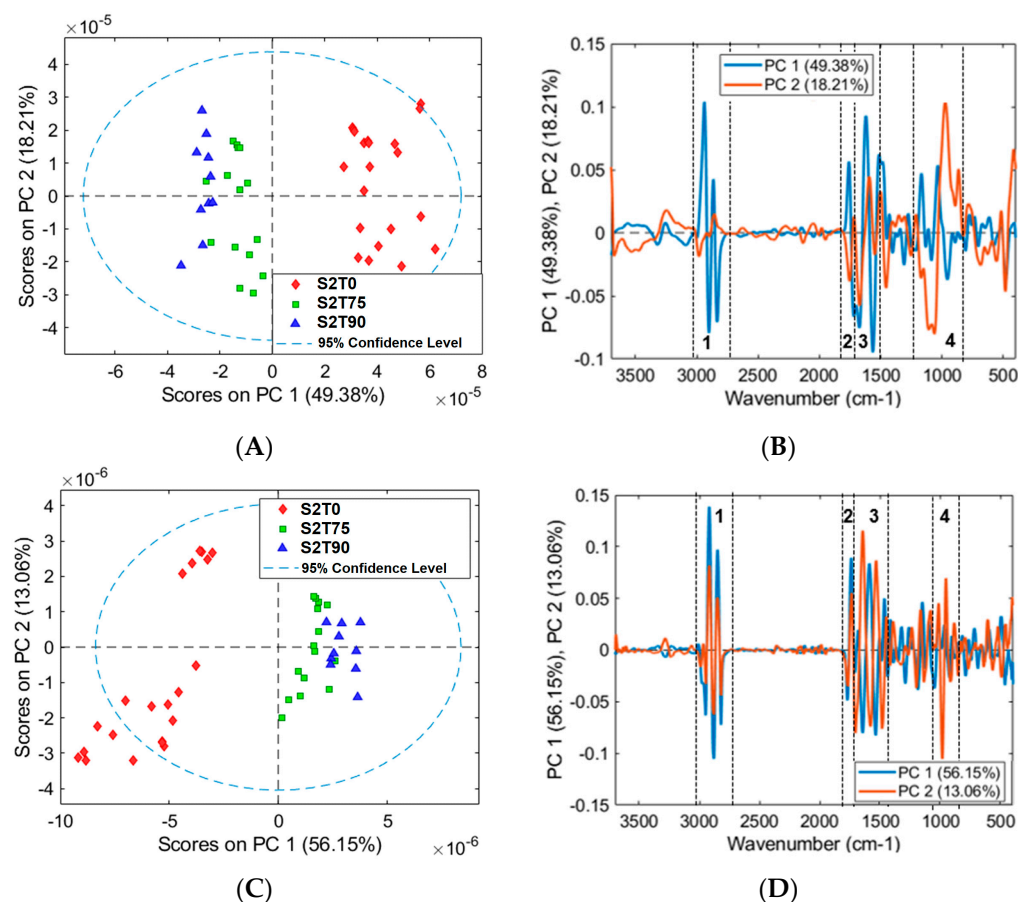 ×10⁻⁵
4
3
2
1
0
-1
-2
-3
-4
-6 -4 -2 0 2 4 6 8
Scores on PC 2 (18.21%)
Scores on PC 1 (49.38%)
×10⁻⁵
S2T0
S2T75
S2T90
95% Confidence Level
(A)
0.15
0.1
0.05
0
-0.05
-0.1
3500 3000 2500 2000 1500 1000 500
PC 1 (49.38%), PC 2 (18.21%)
Wavenumber (cm-1)
PC 1 (49.38%)
PC 2 (18.21%)
1 2 3 4
(B)
×10⁻⁶
4
3
2
1
0
-1
-2
-3
-4
-10 -5 0 5
Scores on PC 2 (13.06%)
Scores on PC 1 (56.15%)
×10⁻⁶
S2T0
S2T75
S2T90
95% Confidence Level
(C)
0.15
0.1
0.05
0
-0.05
-0.1
-0.15
3500 3000 2500 2000 1500 1000 500
PC 1 (56.15%), PC 2 (13.06%)
Wavenumber (cm-1)
1 2 3 4
PC 1 (56.15%)
PC 2 (13.06%)
(D)